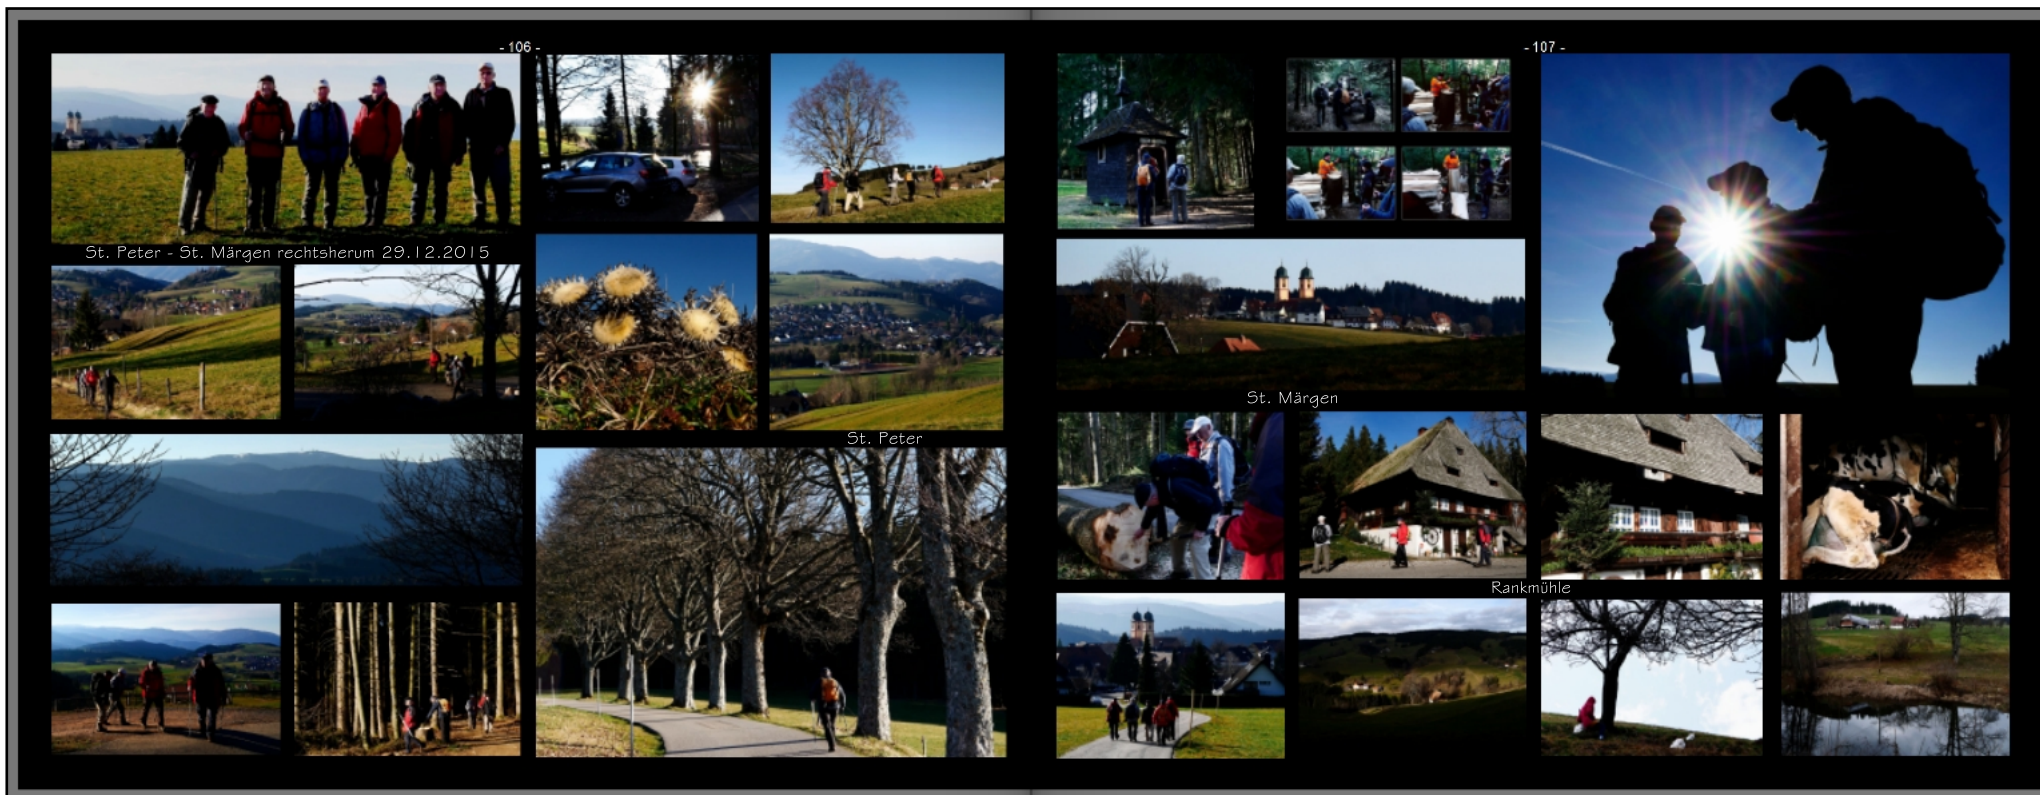 - 106 -
St. Peter - St. Märgen rechtsherum 29.12.2015
St. Peter
- 107 -
St. Märgen
Rankmühle